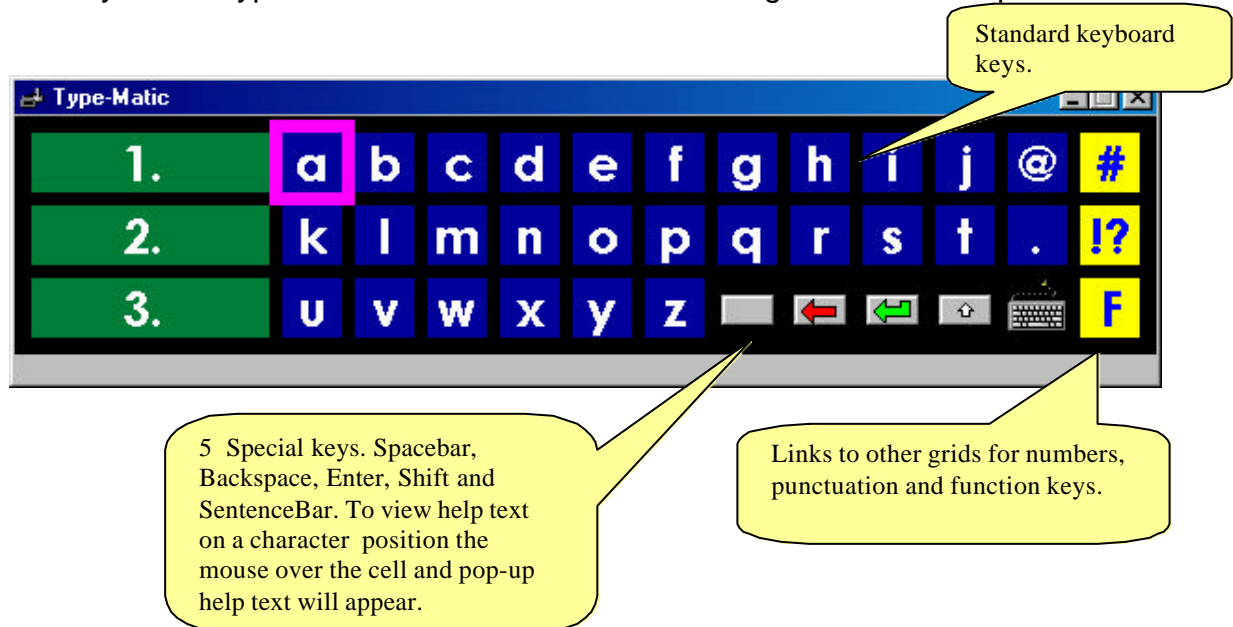 Standard keyboard
keys.
Type-Matic
1. a b c d e f g h i j @ #
2. k l m n o p q r s t . !?
3. u v w x y z F
5 Special keys. Spacebar,
Backspace, Enter, Shift and
SentenceBar. To view help text
on a character position the
mouse over the cell and pop-up
help text will appear.
Links to other grids for numbers,
punctuation and function keys.